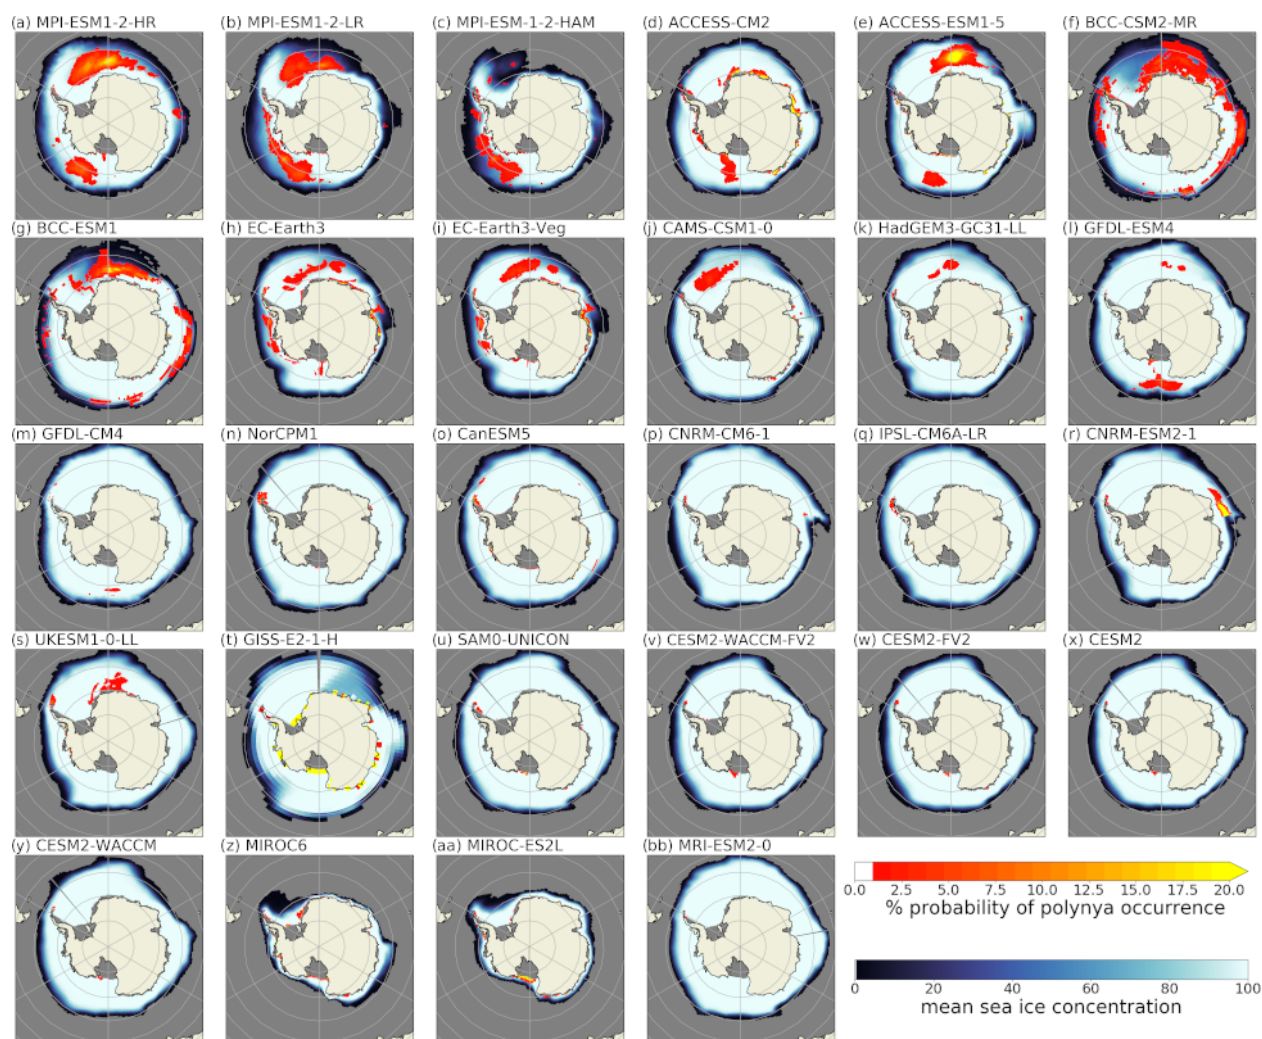 (a) MPI-ESM1-2-HR
(b) MPI-ESM1-2-LR
(c) MPI-ESM-1-2-HAM
(d) ACCESS-CM2
(e) ACCESS-ESM1-5
(f) BCC-CSM2-MR
(g) BCC-ESM1
(h) EC-Earth3
(i) EC-Earth3-Veg
(j) CAMS-CSM1-0
(k) HadGEM3-GC31-LL
(l) GFDL-ESM4
(m) GFDL-CM4
(n) NorCPM1
(o) CanESM5
(p) CNRM-CM6-1
(q) IPSL-CM6A-LR
(r) CNRM-ESM2-1
(s) UKESM1-0-LL
(t) GISS-E2-1-H
(u) SAM0-UNICON
(v) CESM2-WACCM-FV2
(w) CESM2-FV2
(x) CESM2
(y) CESM2-WACCM
(z) MIROC6
(aa) MIROC-ES2L
(bb) MRI-ESM2-0
0.0 2.5 5.0 7.5 10.0 12.5 15.0 17.5 20.0
% probability of polynya occurrence
0 20 40 60 80 100
mean sea ice concentration